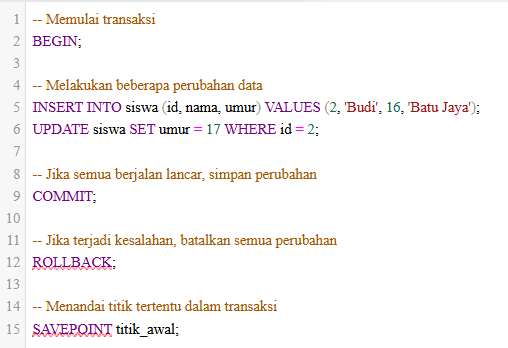 1 -- Memulai transaksi
2 BEGIN;
3
4 -- Melakukan beberapa perubahan data
5 INSERT INTO siswa (id, nama, umur) VALUES (2, 'Budi', 16, 'Batu Jaya');
6 UPDATE siswa SET umur = 17 WHERE id = 2;
7
8 -- Jika semua berjalan lancar, simpan perubahan
9 COMMIT;
10
11 -- Jika terjadi kesalahan, batalkan semua perubahan
12 ROLLBACK;
13
14 -- Menandai titik tertentu dalam transaksi
15 SAVEPOINT titik_awal;